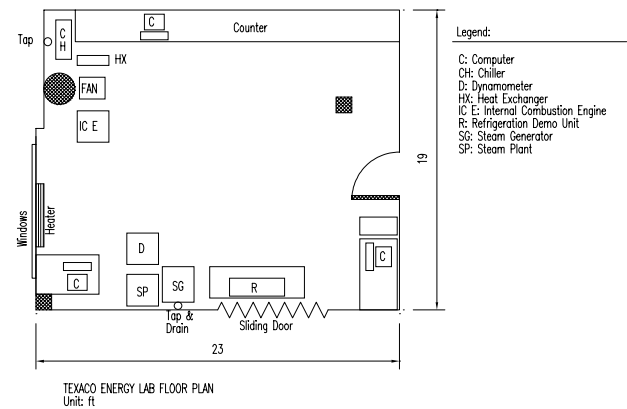 C
Counter
Tap
C
H
HX
FAN
IC E
Windows
Heater
C
D
SP
SG
R
C
Tap &
Drain
Sliding Door
19
23
Legend:
C: Computer
CH: Chiller
D: Dynamometer
HX: Heat Exchanger
IC E: Internal Combustion Engine
R: Refrigeration Demo Unit
SG: Steam Generator
SP: Steam Plant
TEXACO ENERGY LAB FLOOR PLAN
Unit: ft